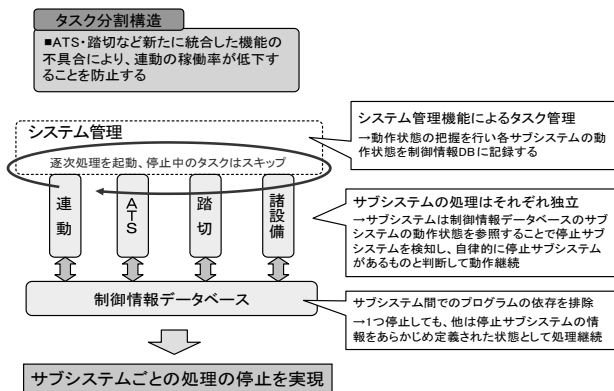 タスク分割構造
■ATS・踏切など新たに統合した機能の
不具合により、連動の稼働率が低下す
ることを防止する
システム管理
逐次処理を起動、停止中のタスクはスキップ
連動
ATS
踏切
諸設備
制御情報データベース
サブシステムごとの処理の停止を実現
システム管理機能によるタスク管理
→動作状態の把握を行い各サブシステムの動
作状態を制御情報DBに記録する
サブシステムの処理はそれぞれ独立
→サブシステムは制御情報データベースのサブ
システムの動作状態を参照することで停止サブ
システムを検知し、自律的に停止サブシステム
があるものと判断して動作継続
サブシステム間でのプログラムの依存を排除
→1つ停止しても、他は停止サブシステムの情
報をあらかじめ定義された状態として処理継続